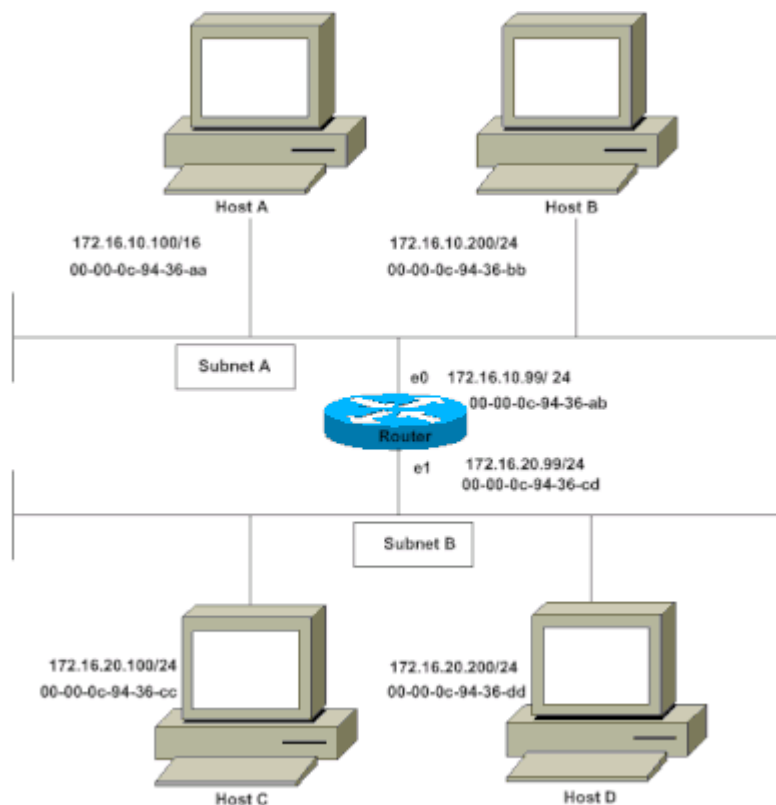 Host A
Host B
172.16.10.100/16
00-00-0c-94-36-aa
172.16.10.200/24
00-00-0c-94-36-bb
Subnet A
e0 172.16.10.99/ 24
00-00-0c-94-36-ab
Router
e1 172.16.20.99/24
00-00-0c-94-36-cd
Subnet B
172.16.20.100/24
00-00-0c-94-36-cc
172.16.20.200/24
00-00-0c-94-36-dd
Host C
Host D